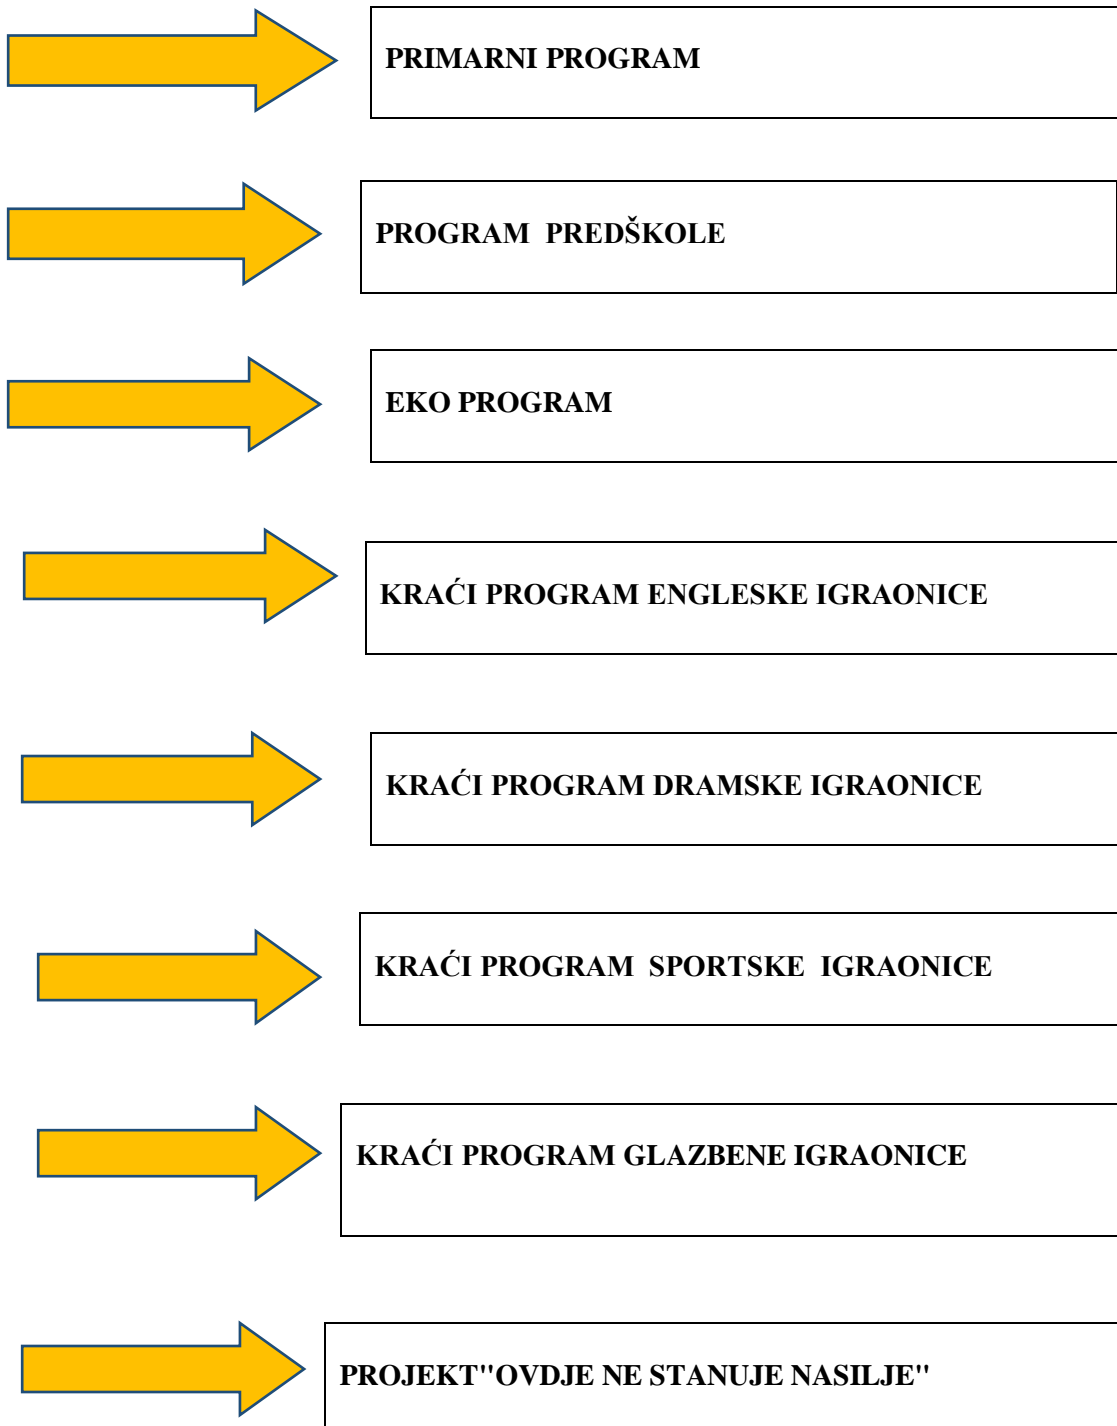 PRIMARNI PROGRAM
PROGRAM PREDŠKOLE
EKO PROGRAM
KRAĆI PROGRAM ENGLESKE IGRAONICE
KRAĆI PROGRAM DRAMSKE IGRAONICE
KRAĆI PROGRAM SPORTSKE IGRAONICE
KRAĆI PROGRAM GLAZBENE IGRAONICE
PROJEKT"OVDJE NE STANUJE NASILJE"